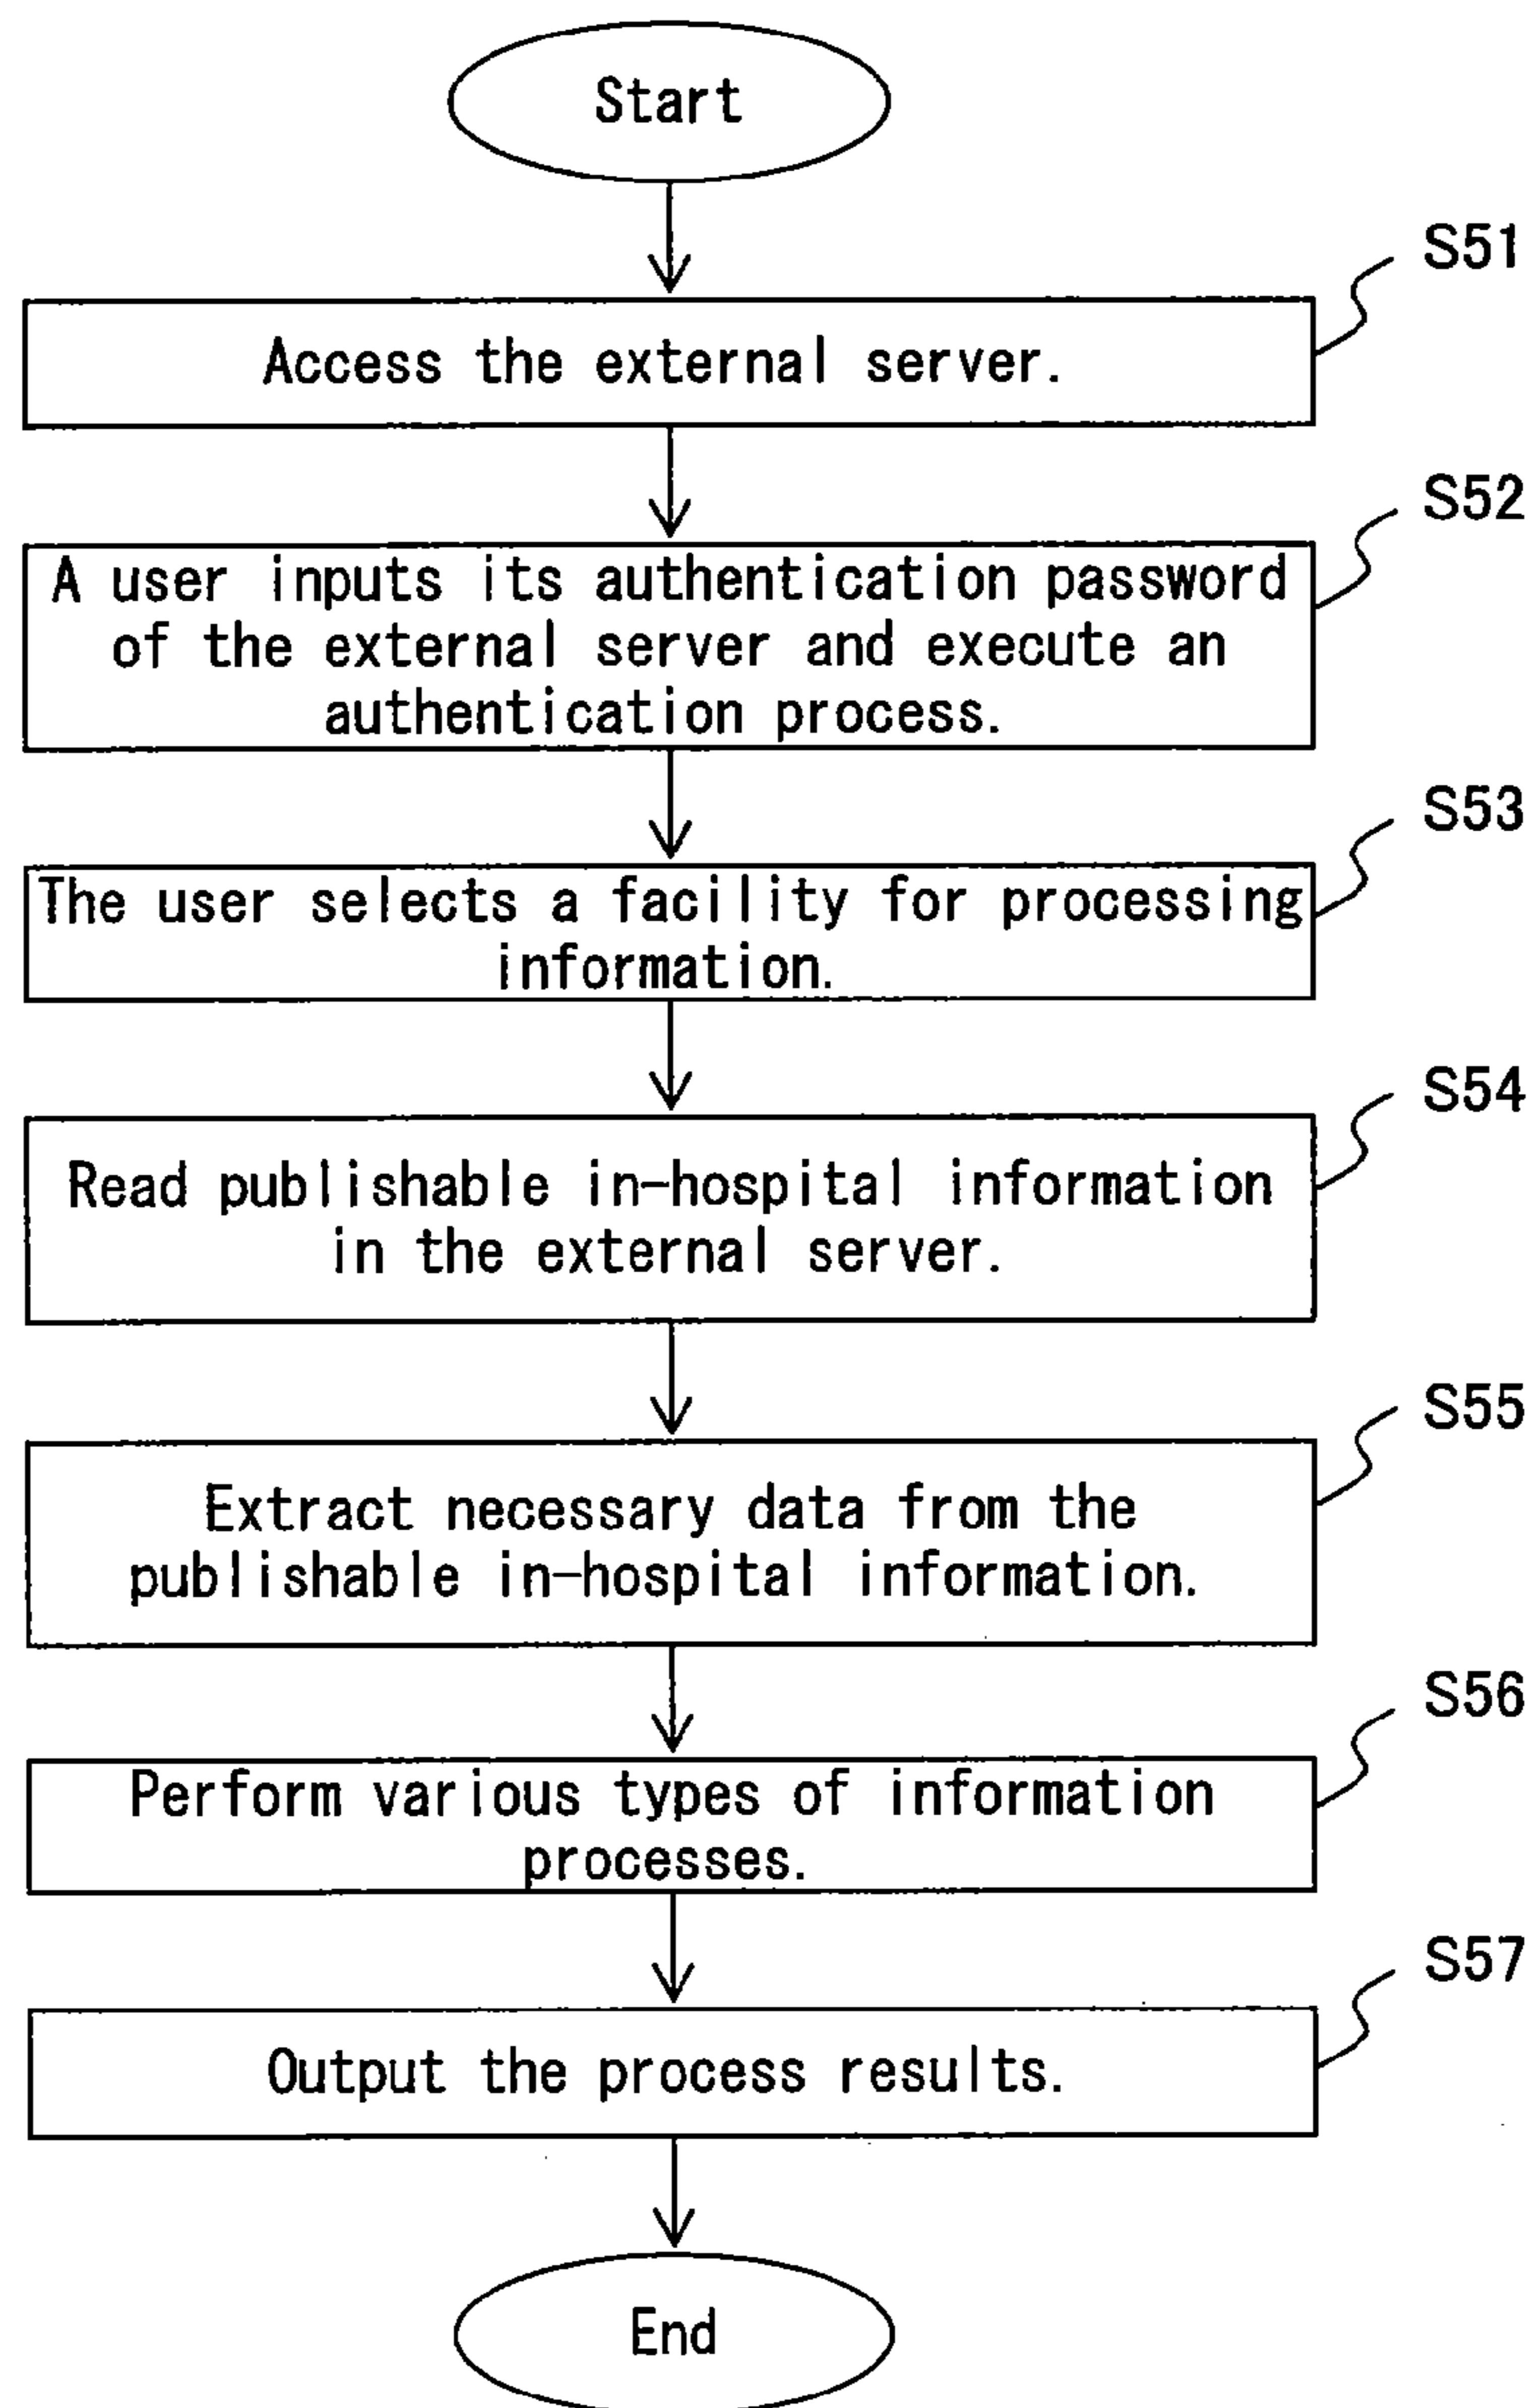 Start
S51
Access the external server.
S52
A user inputs its authentication password
of the external server and execute an
authentication process.
S53
The user selects a facility for processing
information.
S54
Read publishable in-hospital information
in the external server.
S55
Extract necessary data from the
publishable in-hospital information.
S56
Perform various types of information
processes.
S57
Output the process results.
End